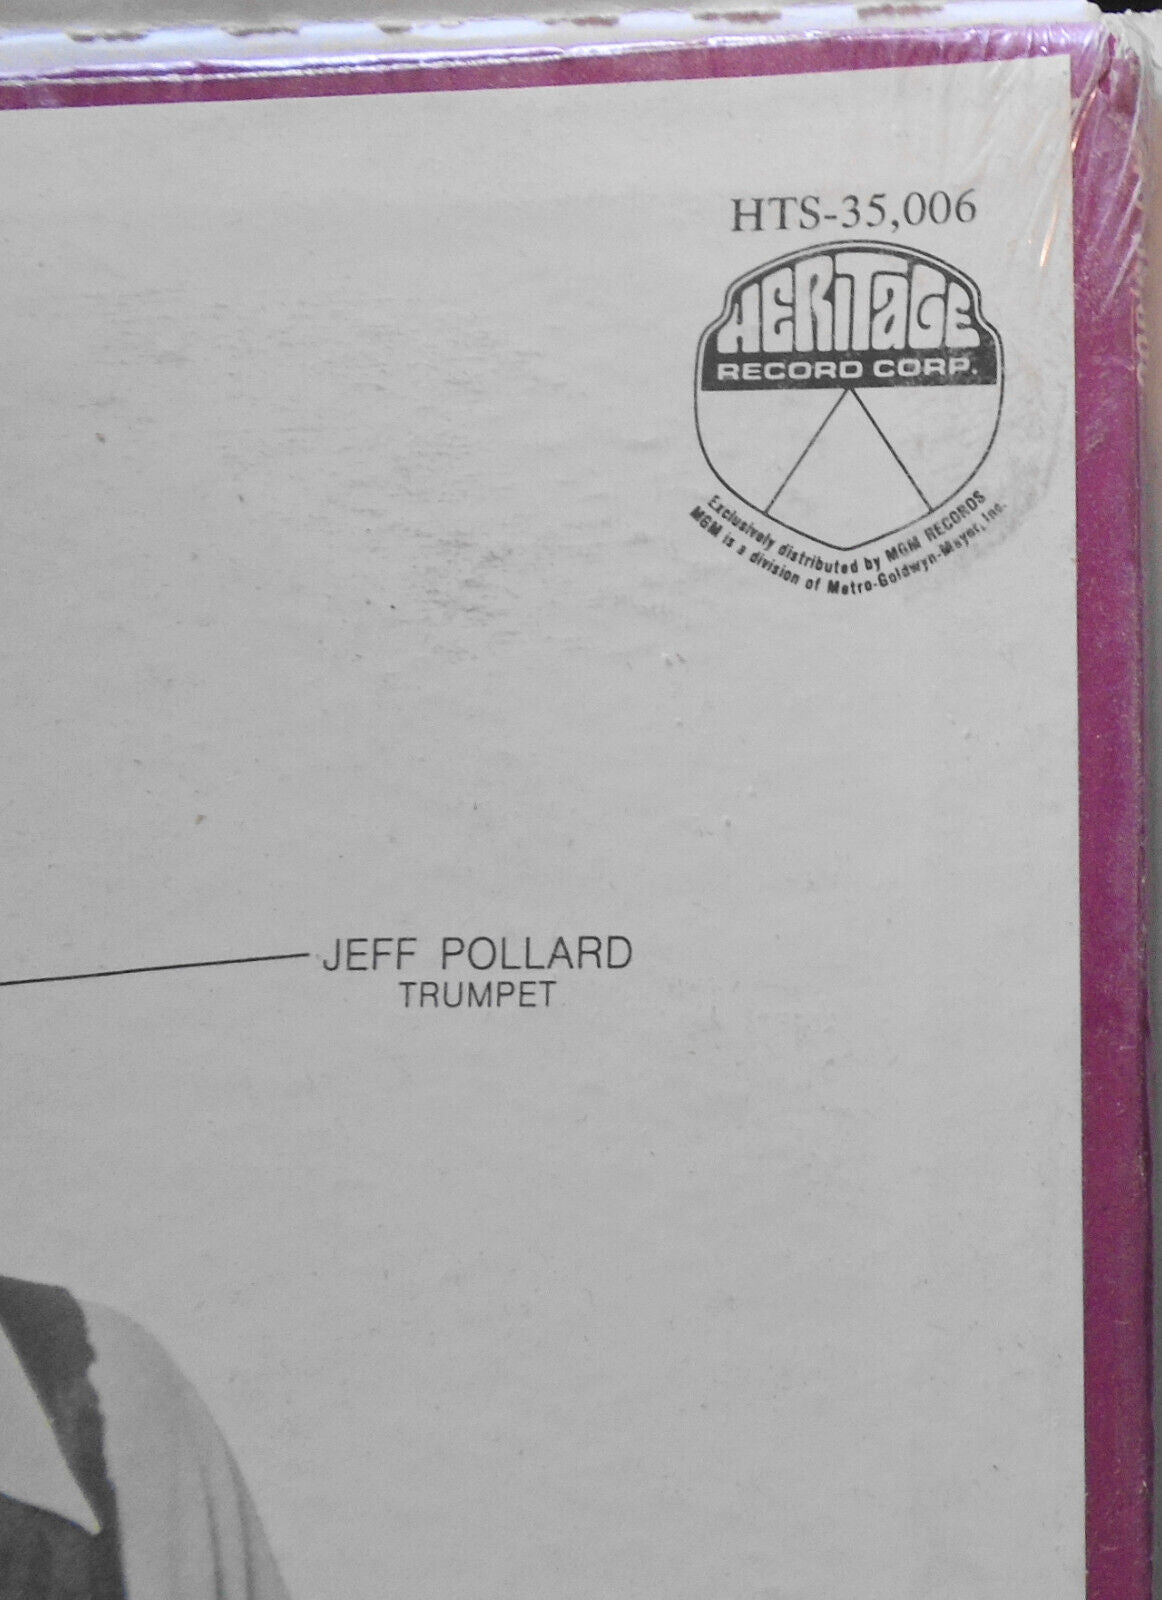 HTS-35,006
HERITAGE
RECORD CORP.
Exclusively distributed by MGM RECORDS
MGM is a division of Metro-Goldwyn-Mayer, Inc.
JEFF POLLARD
TRUMPET